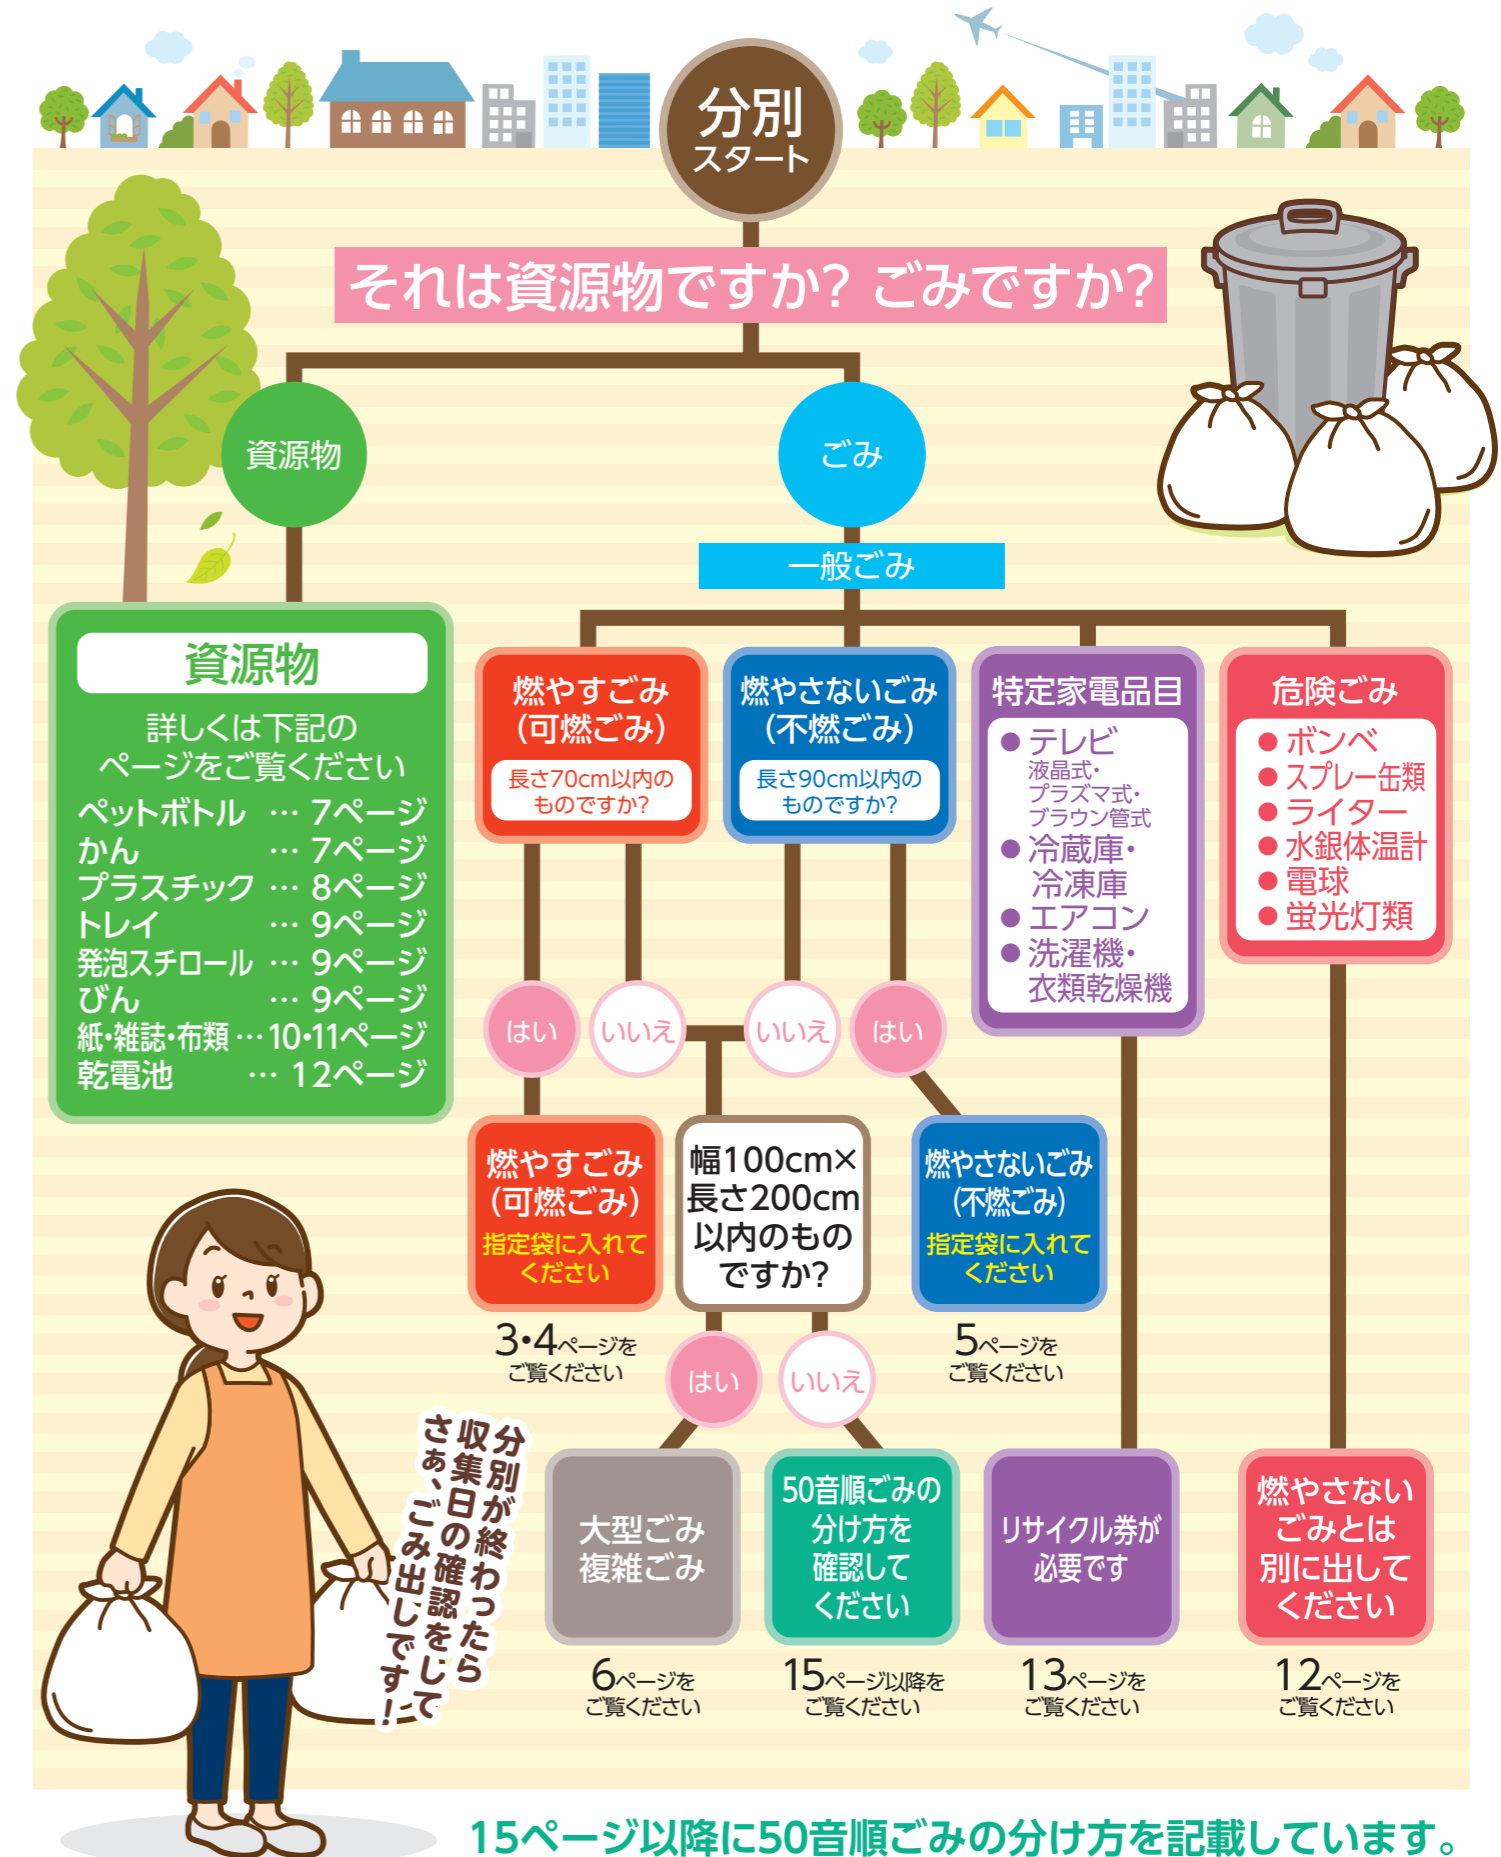 分別
スタート
それは資源物ですか? ごみですか?
資源物
ごみ
一般ごみ
資源物
詳しくは下記の
ページをご覧ください
ペットボトル … 7ページ
かん … 7ページ
プラスチック … 8ページ
トレイ … 9ページ
発泡スチロール … 9ページ
びん … 9ページ
紙・雑誌・布類 … 10・11ページ
乾電池 … 12ページ
燃やすごみ
(可燃ごみ)
長さ70cm以内の
ものですか?
燃やさないごみ
(不燃ごみ)
長さ90cm以内の
ものですか?
特定家電品目
●テレビ
液晶式・
プラズマ式・
ブラウン管式
●冷蔵庫・
冷凍庫
●エアコン
●洗濯機・
衣類乾燥機
危険ごみ
●ボンベ
●スプレー缶類
●ライター
●水銀体温計
●電球
●蛍光灯類
はい
いいえ
いいえ
はい
燃やすごみ
(可燃ごみ)
指定袋に入れて
ください
3・4ページを
ご覧ください
幅100cm×
長さ200cm
以内のもの
ですか?
燃やさないごみ
(不燃ごみ)
指定袋に入れて
ください
5ページを
ご覧ください
はい
いいえ
分別が終わったら
収集日の確認をして
さぁ、ごみ出しです!
大型ごみ
複雑ごみ
6ページを
ご覧ください
50音順ごみの
分け方を
確認して
ください
15ページ以降を
ご覧ください
リサイクル券が
必要です
13ページを
ご覧ください
燃やさない
ごみとは
別に出して
ください
12ページを
ご覧ください
15ページ以降に50音順ごみの分け方を記載しています。